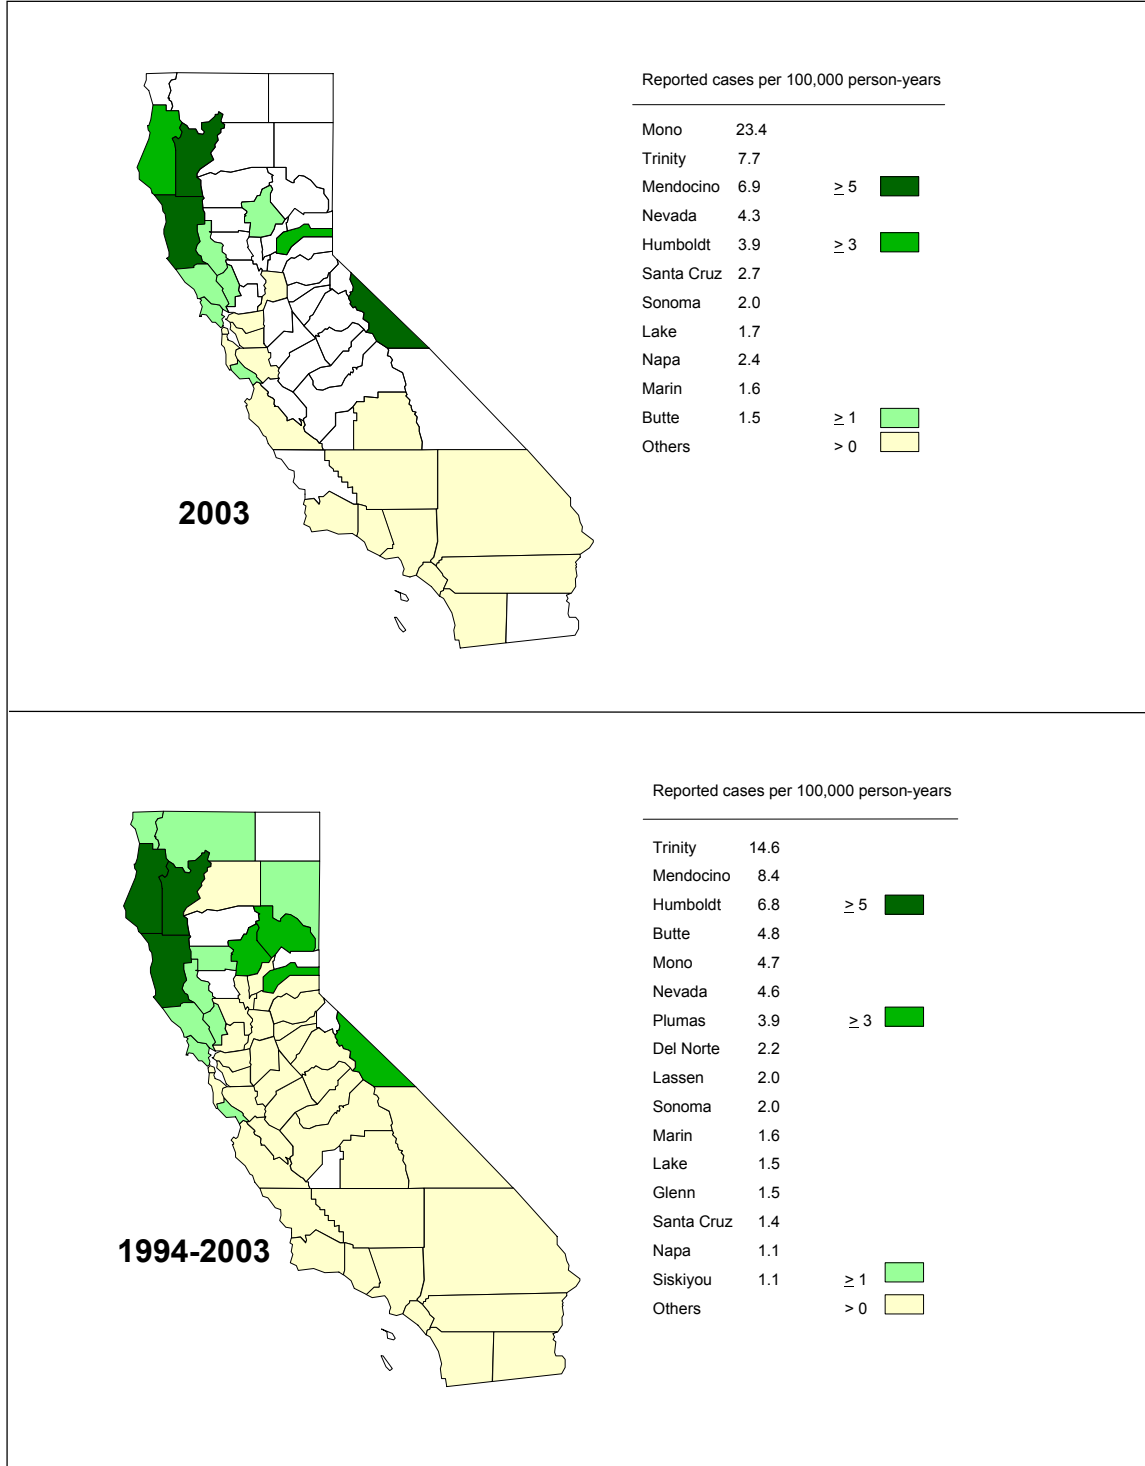 Reported cases per 100,000 person-years
Mono 23.4
Trinity 7.7
Mendocino 6.9 ≥ 5
Nevada 4.3
Humboldt 3.9 ≥ 3
Santa Cruz 2.7
Sonoma 2.0
Lake 1.7
Napa 2.4
Marin 1.6
Butte 1.5 ≥ 1
Others > 0
2003
Reported cases per 100,000 person-years
Trinity 14.6
Mendocino 8.4
Humboldt 6.8 ≥ 5
Butte 4.8
Mono 4.7
Nevada 4.6
Plumas 3.9 ≥ 3
Del Norte 2.2
Lassen 2.0
Sonoma 2.0
Marin 1.6
Lake 1.5
Glenn 1.5
Santa Cruz 1.4
Napa 1.1
Siskiyou 1.1 ≥ 1
Others > 0
1994-2003